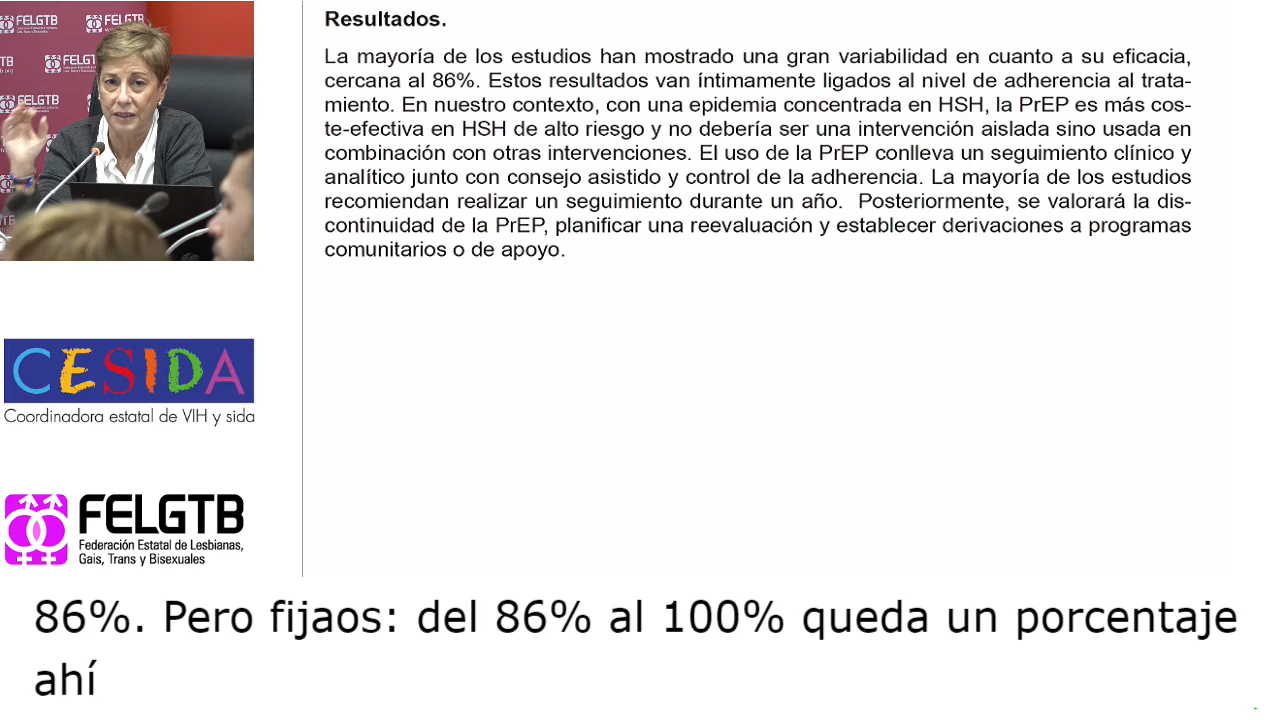 FELGTB
FELGTB
TB
.org
FELGTB
FELGTB
Resultados.
La mayoría de los estudios han mostrado una gran variabilidad en cuanto a su eficacia,
cercana al 86%. Estos resultados van íntimamente ligados al nivel de adherencia al trata-
miento. En nuestro contexto, con una epidemia concentrada en HSH, la PrEP es más cos-
te-efectiva en HSH de alto riesgo y no debería ser una intervención aislada sino usada en
combinación con otras intervenciones. El uso de la PrEP conlleva un seguimiento clínico y
analítico junto con consejo asistido y control de la adherencia. La mayoría de los estudios
recomiendan realizar un seguimiento durante un año. Posteriormente, se valorará la dis-
continuidad de la PrEP, planificar una reevaluación y establecer derivaciones a programas
comunitarios o de apoyo.
CESIDA
Coordinadora estatal de VIH y sida
FELGTB
Federación Estatal de Lesbianas,
Gais, Trans y Bisexuales
86%. Pero fijaos: del 86% al 100% queda un porcentaje
ahí